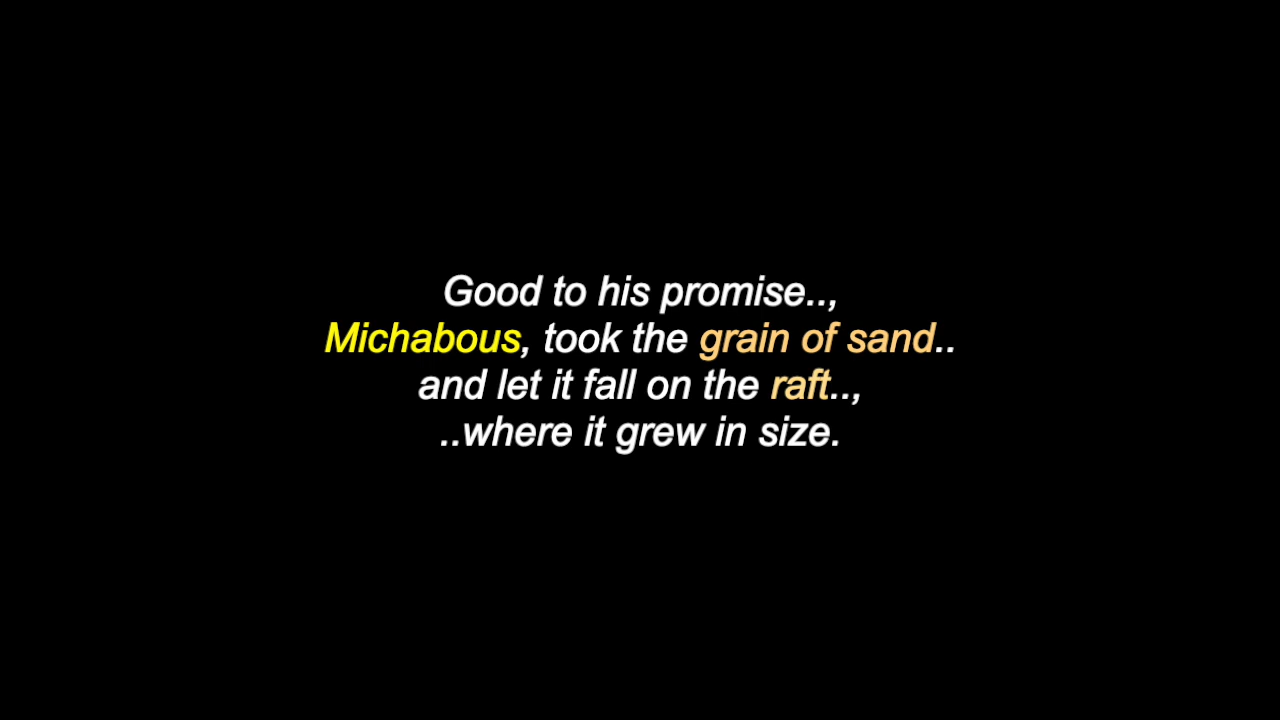 Good to his promise..,
Michabous, took the grain of sand..
and let it fall on the raft..,
..where it grew in size.